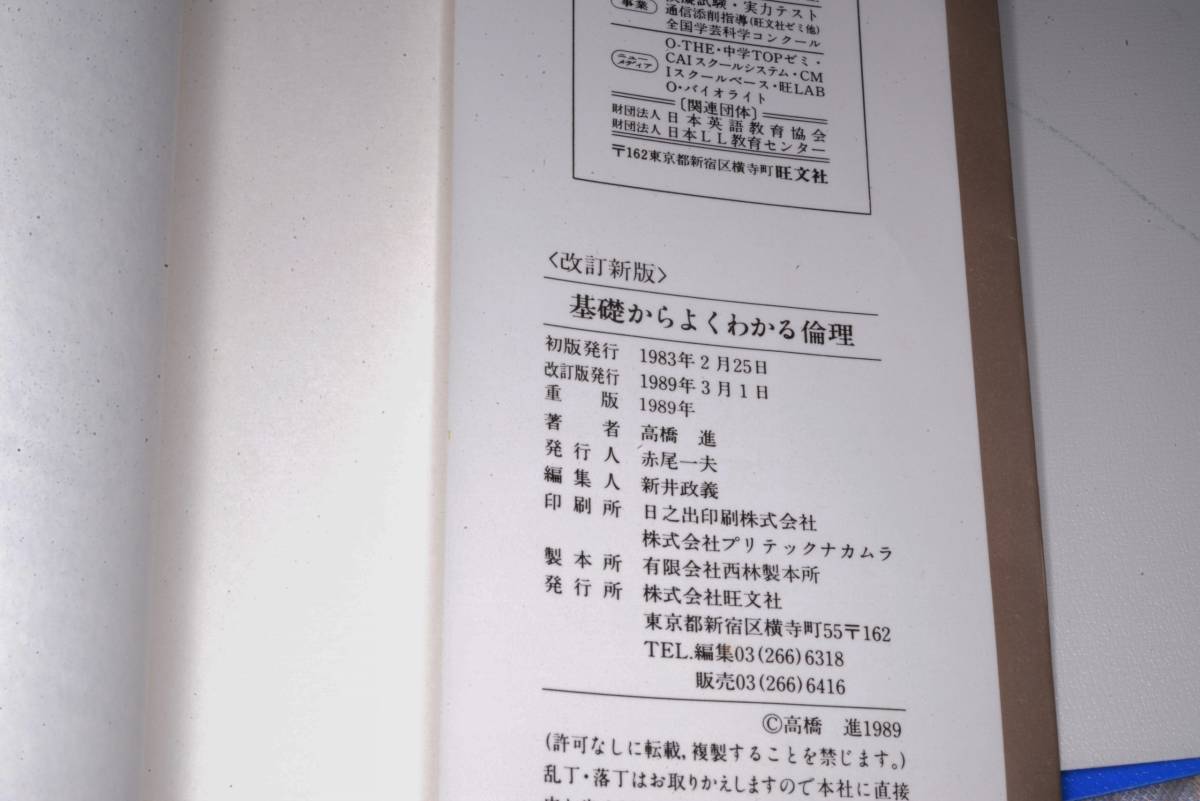 事業
模擬試験・実力テスト
通信添削指導(旺文社ゼミ他)
全国学芸科学コンクール
ニューメディア
O-THE・中学TOPゼミ・
CAIスクールシステム・CM
Iスクールベース・旺LAB
O・バイオライト
〔関連団体〕
財団法人 日本英語教育協会
財団法人 日本LL教育センター
〒162東京都新宿区横寺町 旺文社
〈改訂新版〉
基礎からよくわかる倫理
初版発行 1983年2月25日
改訂版発行 1989年3月1日
重版 1989年
著者 高橋 進
発行人 赤尾一夫
編集人 新井政義
印刷所 日之出印刷株式会社
株式会社プリテックナカムラ
製本所 有限会社西林製本所
発行所 株式会社旺文社
東京都新宿区横寺町55〒162
TEL.編集03(266)6318
販売03(266)6416
©高橋 進1989
(許可なしに転載,複製することを禁じます。)
乱丁・落丁はお取りかえしますので本社に直接